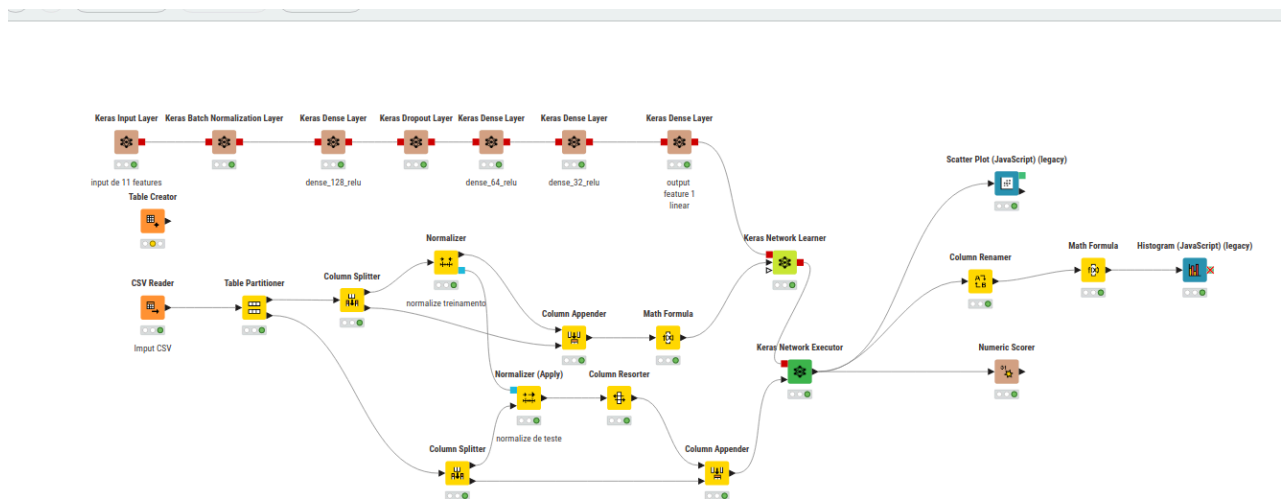 Keras Input Layer
Keras Batch Normalization Layer
Keras Dense Layer
Keras Dropout Layer
Keras Dense Layer
Keras Dense Layer
Keras Dense Layer
input de 11 features
dense_128_relu
dense_64_relu
dense_32_relu
output
feature 1
linear
Scatter Plot (JavaScript) (legacy)
Table Creator
Normalizer
Keras Network Learner
Column Renamer
Math Formula
Histogram (JavaScript) (legacy)
CSV Reader
Table Partitioner
Column Splitter
normalize treinamento
Column Appender
Math Formula
Imput CSV
Keras Network Executor
Numeric Scorer
Normalizer (Apply)
Column Resorter
normalize de teste
Column Splitter
Column Appender